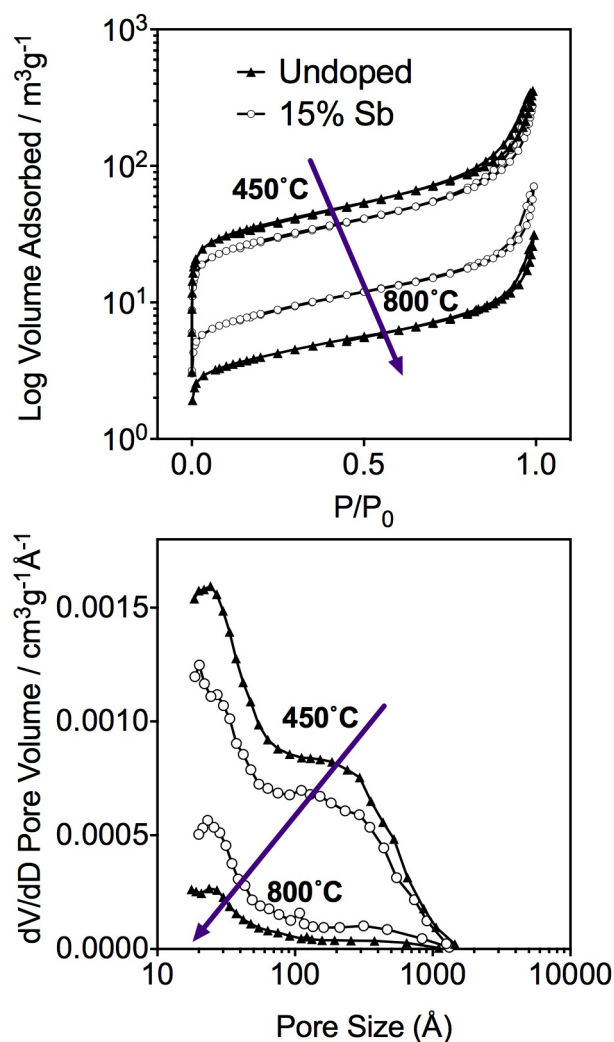 10³
Undoped
15% Sb
10²
450˚C
10¹
800˚C
10⁰
Log Volume Adsorbed / m³g⁻¹
0.0 0.5 1.0
P/P₀
0.0015
450˚C
0.0010
0.0005
800˚C
0.0000
dV/dD Pore Volume / cm³g⁻¹Å⁻¹
10 100 1000 10000
Pore Size (Å)